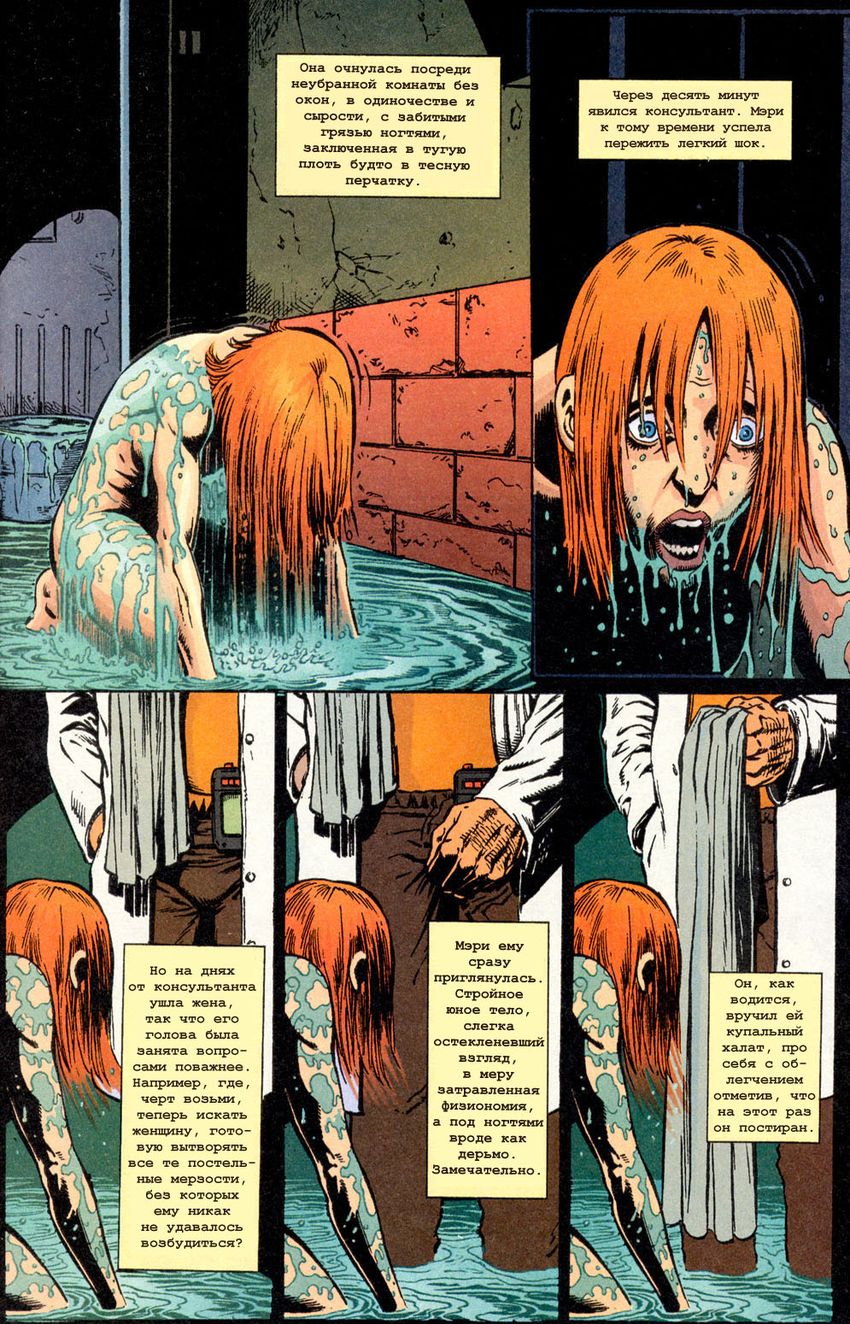 Она очнулась посреди
неубранной комнаты без
окон, в одиночестве и
сырости, с забитыми
грязью ногтями,
заключенная в тугую
плоть будто в тесную
перчатку.
Через десять минут
явился консультант. Мэри
к тому времени успела
пережить легкий шок.
Но на днях
от консультанта
ушла жена,
так что его
голова была
занята вопро-
сами поважнее.
Например, где,
черт возьми,
теперь искать
женщину, гото-
вую вытворять
все те постель-
ные мерзости,
без которых
ему никак
не удавалось
возбудиться?
Мэри ему
сразу
приглянулась.
Стройное
юное тело,
слегка
остекленевший
взгляд,
в меру
затравленная
физиономия,
а под ногтями
вроде как
дерьмо.
Замечательно.
Он, как
водится,
вручил ей
купальный
халат, про
себя с об-
легчением
отметив, что
на этот раз
он постиран.